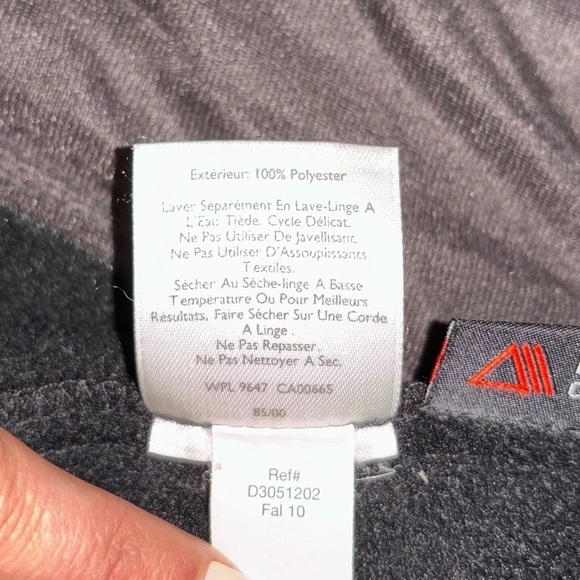 Extérieur: 100% Polyester
Laver Separément En Lave-Linge A
L'Eau Tiède. Cycle Délicat.
Ne Pas Utiliser De Javellisant.
Ne Pas Utiliser D'Assouplissants
Textiles.
Sécher Au Sèche-linge A Basse
Température Ou Pour Meilleurs
Résultats, Faire Sécher Sur Une Corde
A Linge .
Ne Pas Repasser.
Ne Pas Nettoyer A Sec.
WPL 9647 CA00665
85/00
Ref#
D3051202
Fal 10